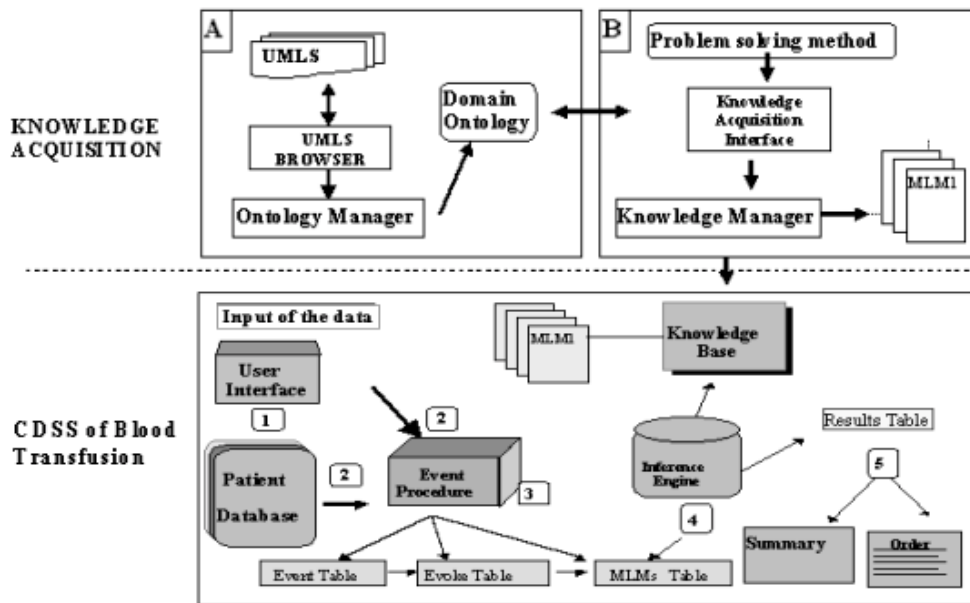 A
UMLS
UMLS
BROWSER
Ontology Manager
Domain
Ontology
B
Problem solving method
Knowledge
Acquisition
Interface
Knowledge Manager
MLM1
KNOWLEDGE
ACQUISITION
Input of the data
User
Interface
1
2
Patient
Database
2
Event
Procedure
3
MLM1
Knowledge
Base
Inference
Engine
4
Results Table
5
Summary
Order
Event Table
Evoke Table
MLMs Table
CDSS of Blood
Transfusion